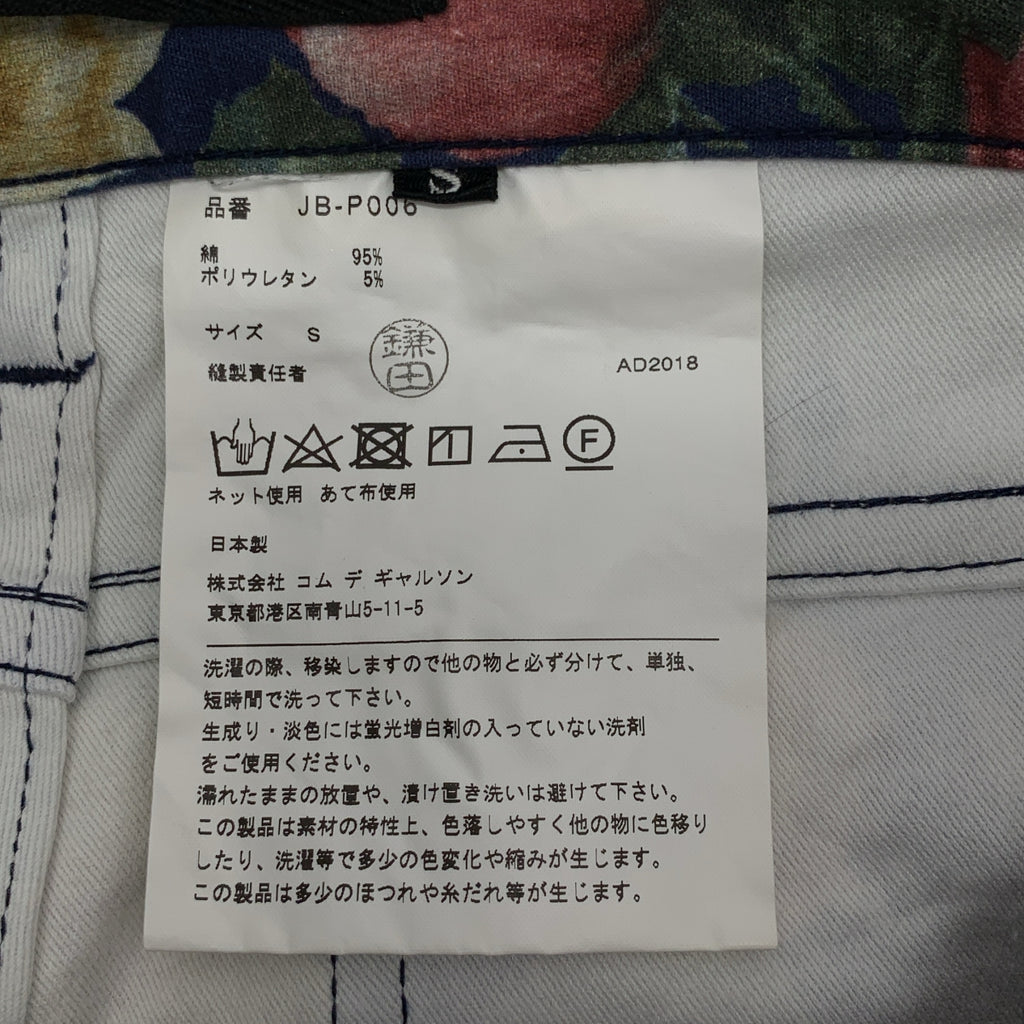 品番 JB-P006
綿 95%
ポリウレタン 5%
サイズ S
縫製責任者 鎌田
AD2018
F
ネット使用 あて布使用
日本製
株式会社 コム デ ギャルソン
東京都港区南青山5-11-5
洗濯の際、移染しますので他の物と必ず分けて、単独、
短時間で洗って下さい。
生成り・淡色には蛍光増白剤の入っていない洗剤
をご使用ください。
濡れたままの放置や、漬け置き洗いは避けて下さい。
この製品は素材の特性上、色落しやすく他の物に色移り
したり、洗濯等で多少の色変化や縮みが生じます。
この製品は多少のほつれや糸だれ等が生じます。